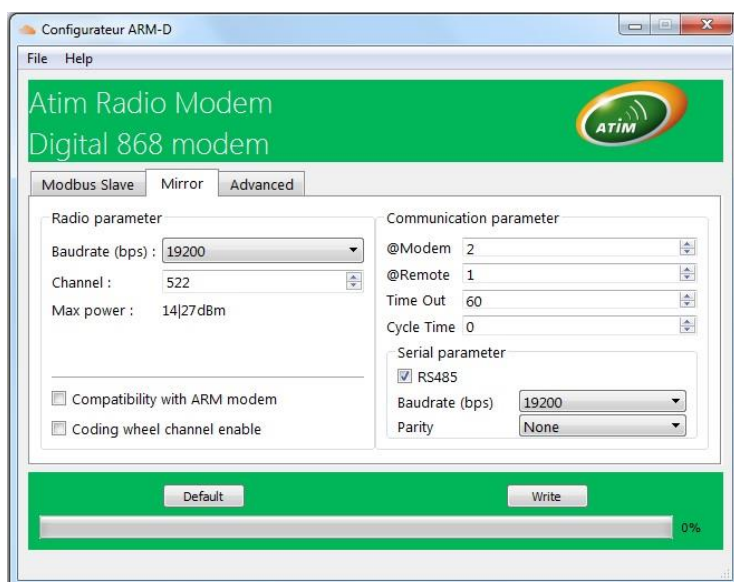 Configurateur ARM-D
File Help
Atim Radio Modem
Digital 868 modem
ATiM
Modbus Slave Mirror Advanced
Radio parameter
Baudrate (bps) : 19200
Channel : 522
Max power : 14|27dBm
Compatibility with ARM modem
Coding wheel channel enable
Communication parameter
@Modem 2
@Remote 1
Time Out 60
Cycle Time 0
Serial parameter
RS485
Baudrate (bps) 19200
Parity None
Default Write
0%